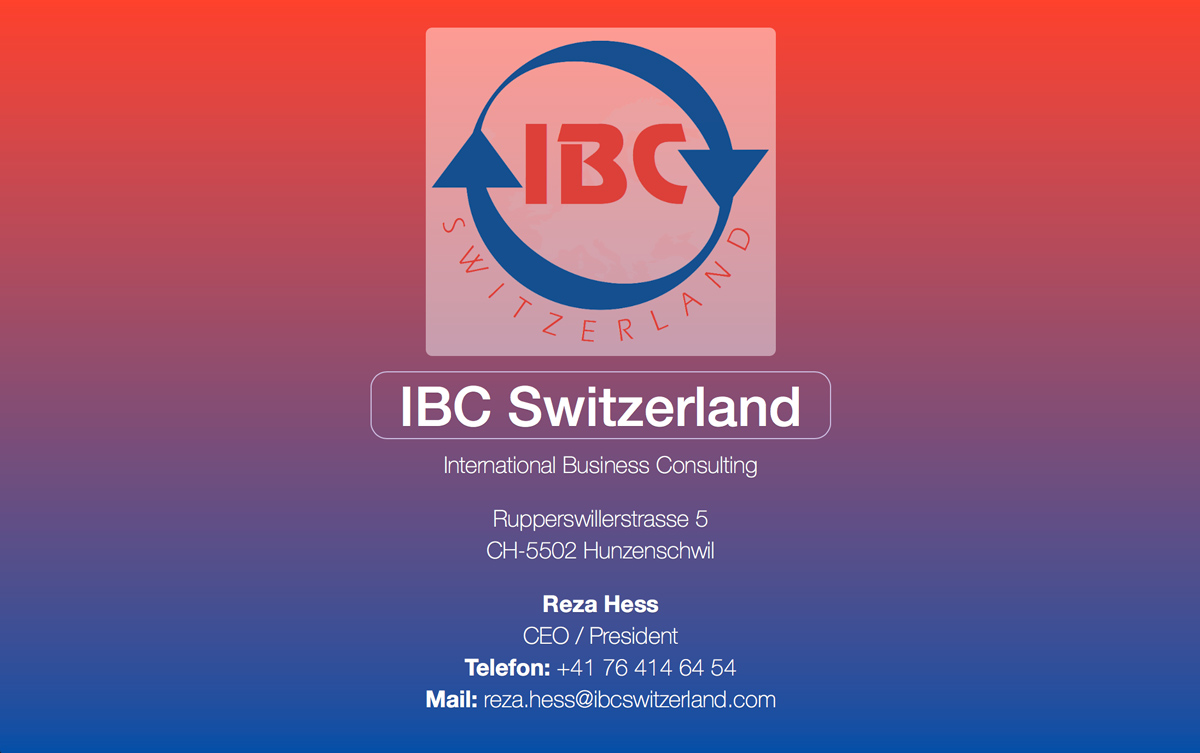 IBC
SWITZERLAND
IBC Switzerland
International Business Consulting
Rupperswillerstrasse 5
CH-5502 Hunzenschwil
Reza Hess
CEO / President
Telefon: +41 76 414 64 54
Mail: reza.hess@ibcswitzerland.com